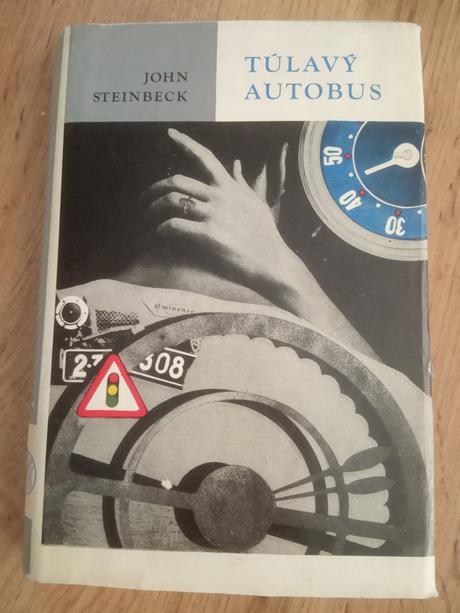 JOHN
STEINBECK
TÚLAVÝ
AUTOBUS
50
40
30
Eminence
308